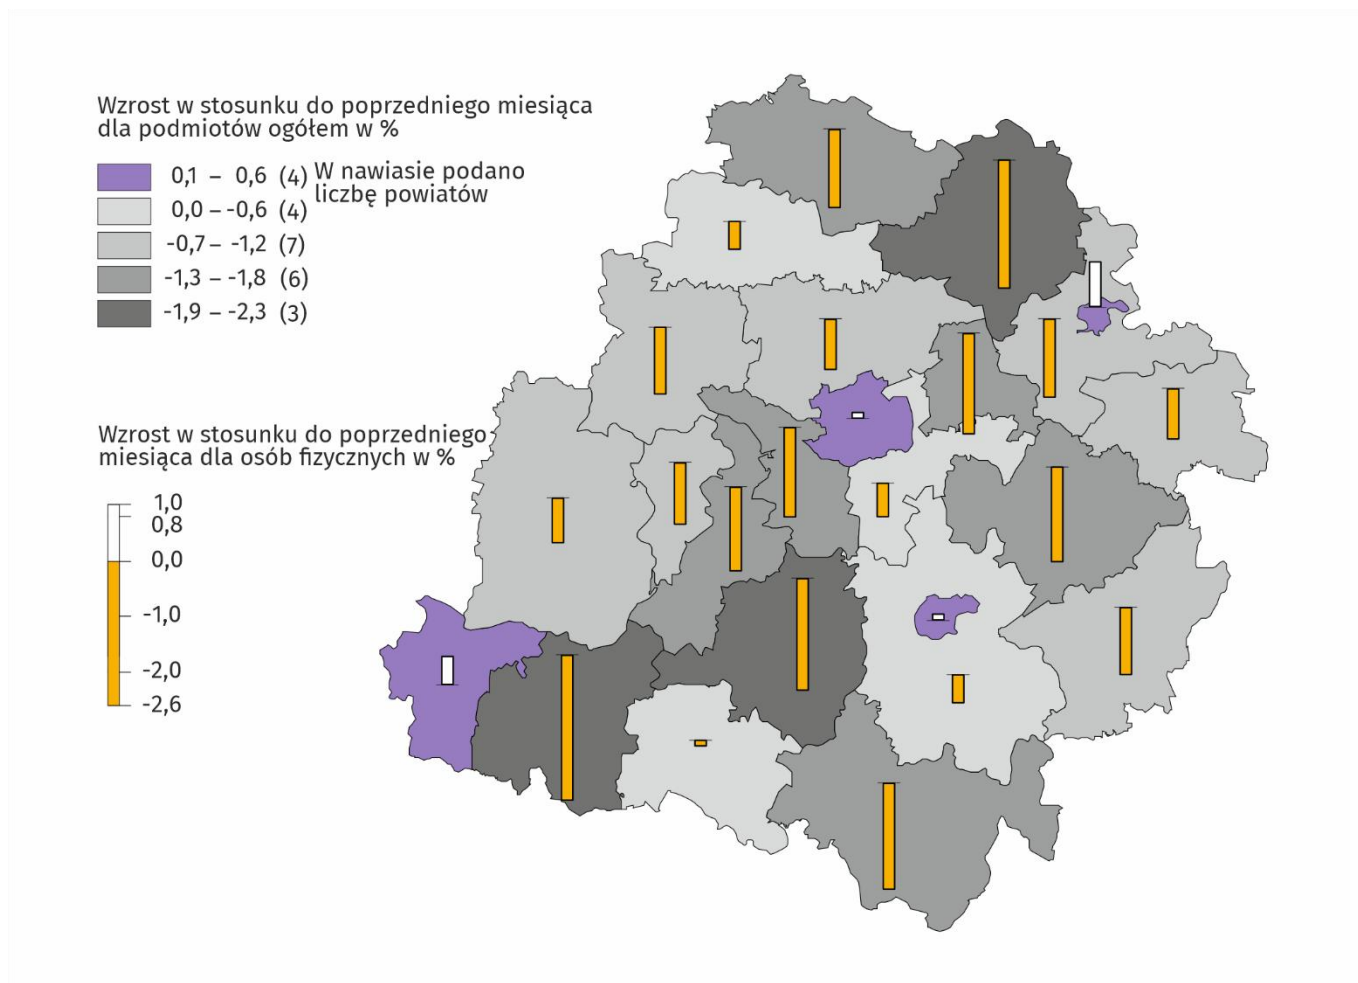 Wzrost w stosunku do poprzedniego miesiąca
dla podmiotów ogółem w %
0,1 – 0,6 (4) W nawiasie podano
liczbę powiatów
0,0 – -0,6 (4)
-0,7 – -1,2 (7)
-1,3 – -1,8 (6)
-1,9 – -2,3 (3)
Wzrost w stosunku do poprzedniego
miesiąca dla osób fizycznych w %
1,0
0,8
0,0
-1,0
-2,0
-2,6